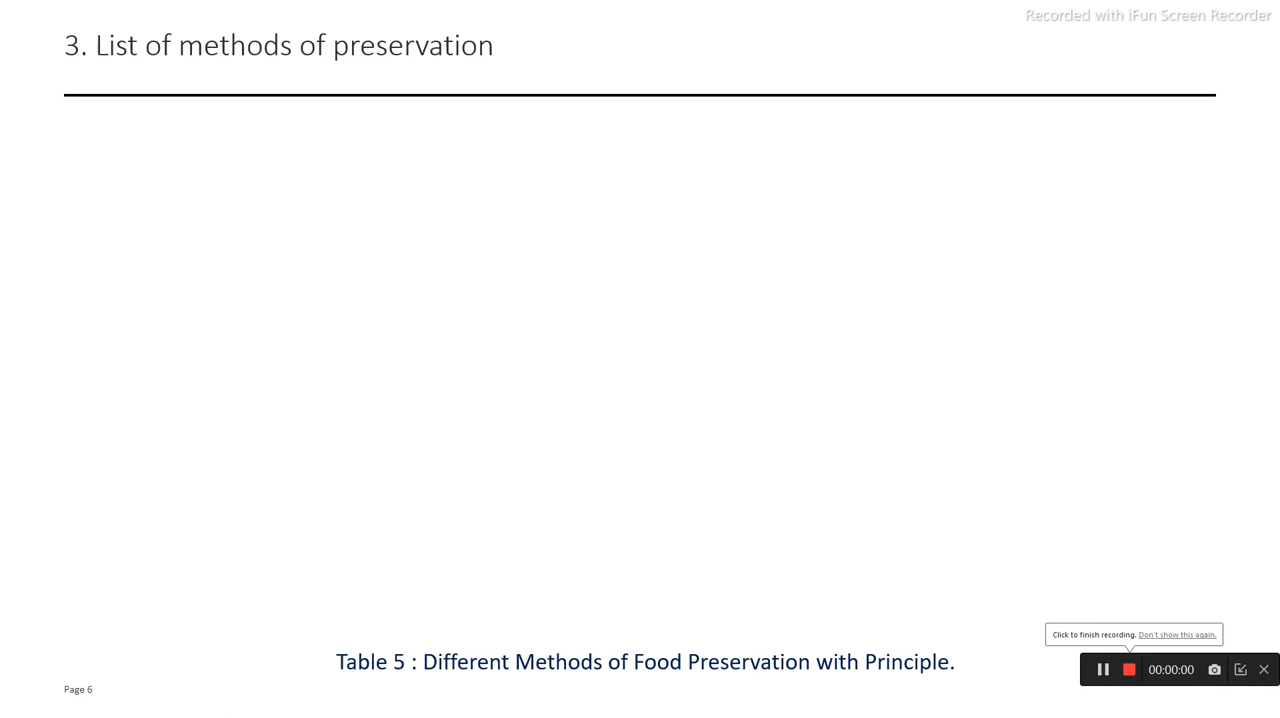 Recorded with iFun Screen Recorder
3. List of methods of preservation
Click to finish recording. Don't show this again.
Table 5 : Different Methods of Food Preservation with Principle.
00:00:00
Page 6